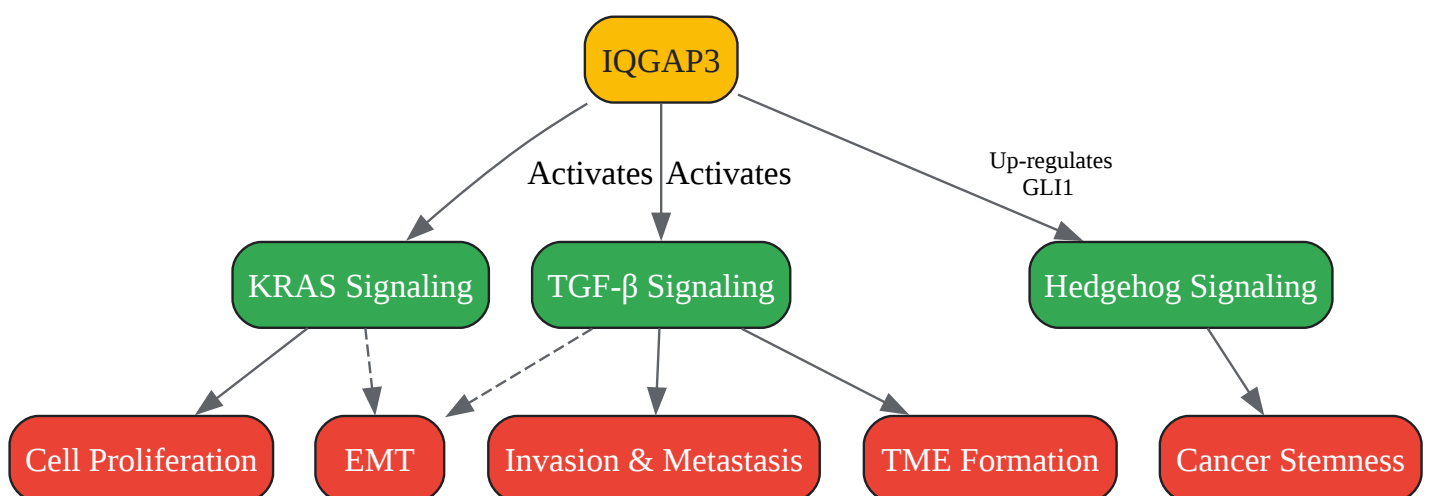 IQGAP3
Up-regulates
GLI1
Activates
Activates
KRAS Signaling
TGF-β Signaling
Hedgehog Signaling
Cell Proliferation
EMT
Invasion & Metastasis
TME Formation
Cancer Stemness